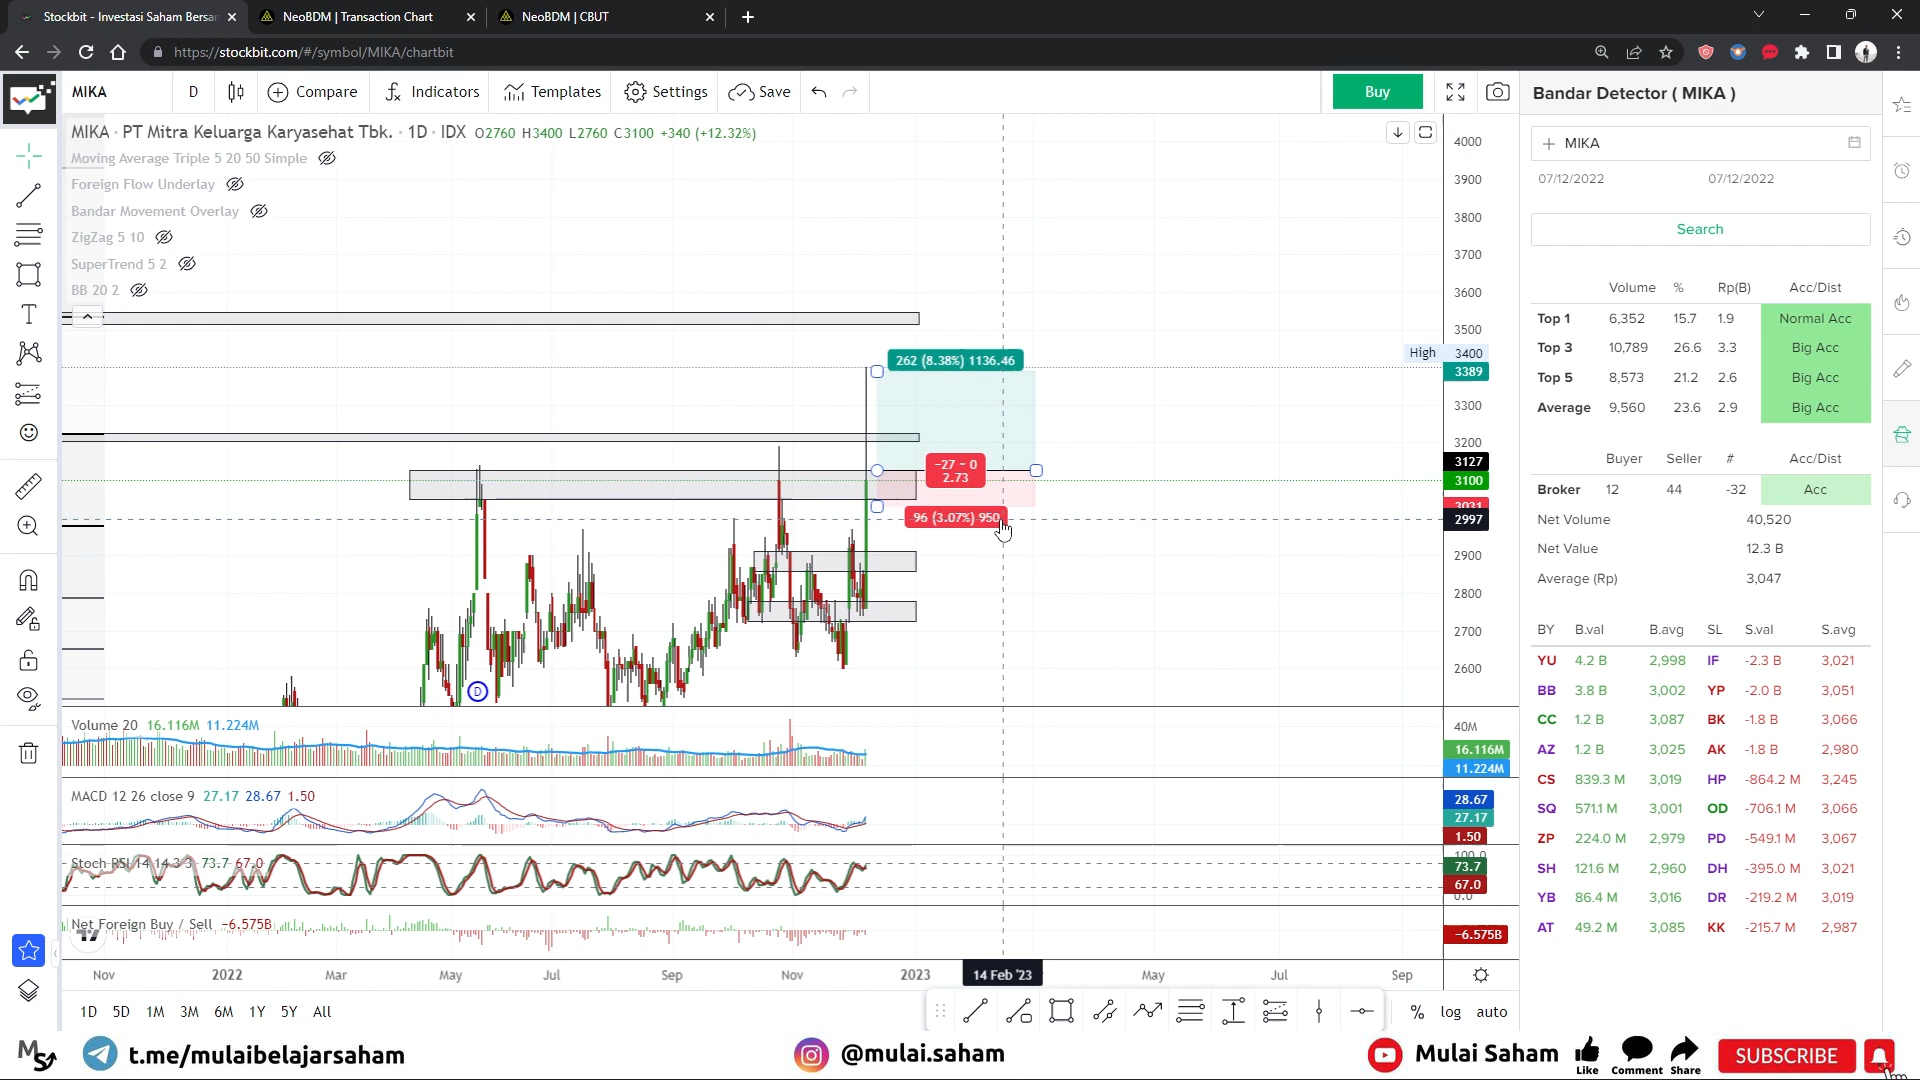 Stockbit - Investasi Saham Bersar
NeoBDM | Transaction Chart
NeoBDM | CBUT
https://stockbit.com/#/symbol/MIKA/chartbit
MIKA
D
Compare
Indicators
Templates
Settings
Save
Buy
MIKA · PT Mitra Keluarga Karyasehat Tbk. · 1D · IDX O2760 H3400 L2760 C3100 +340 (+12.32%)
Moving Average Triple 5 20 50 Simple
Foreign Flow Underlay
Bandar Movement Overlay
ZigZag 5 10
SuperTrend 5 2
BB 20 2
262 (8.38%) 1136.46
-27 ~ 0
2.73
96 (3.07%) 950
D
4000
3900
3800
3700
3600
3500
High 3400
3389
3300
3200
3127
3100
3031
2997
2900
2800
2700
2600
Volume 20 16.116M 11.224M
40M
16.116M
11.224M
MACD 12 26 close 9 27.17 28.67 1.50
28.67
27.17
1.50
Stoch RSI 14 14 3 3 73.7 67.0
100.0
73.7
67.0
0.0
Net Foreign Buy / Sell -6.575B
-6.575B
Nov 2022 Mar May Jul Sep Nov 2023 14 Feb '23 May Jul Sep
1D 5D 1M 3M 6M 1Y 5Y All
% log auto
Bandar Detector ( MIKA )
MIKA
07/12/2022 07/12/2022
Search
Volume % Rp(B) Acc/Dist
Top 1 6,352 15.7 1.9 Normal Acc
Top 3 10,789 26.6 3.3 Big Acc
Top 5 8,573 21.2 2.6 Big Acc
Average 9,560 23.6 2.9 Big Acc
Buyer Seller # Acc/Dist
Broker 12 44 -32 Acc
Net Volume 40,520
Net Value 12.3 B
Average (Rp) 3,047
BY B.val B.avg SL S.val S.avg
YU 4.2 B 2,998 IF -2.3 B 3,021
BB 3.8 B 3,002 YP -2.0 B 3,051
CC 1.2 B 3,087 BK -1.8 B 3,066
AZ 1.2 B 3,025 AK -1.8 B 2,980
CS 839.3 M 3,019 HP -864.2 M 3,245
SQ 571.1 M 3,001 OD -706.1 M 3,066
ZP 224.0 M 2,979 PD -549.1 M 3,067
SH 121.6 M 2,960 DH -395.0 M 3,021
YB 86.4 M 3,016 DR -219.2 M 3,019
AT 49.2 M 3,085 KK -215.7 M 2,987
t.me/mulaibelajarsaham
@mulai.saham
Mulai Saham
Like
Comment
Share
SUBSCRIBE